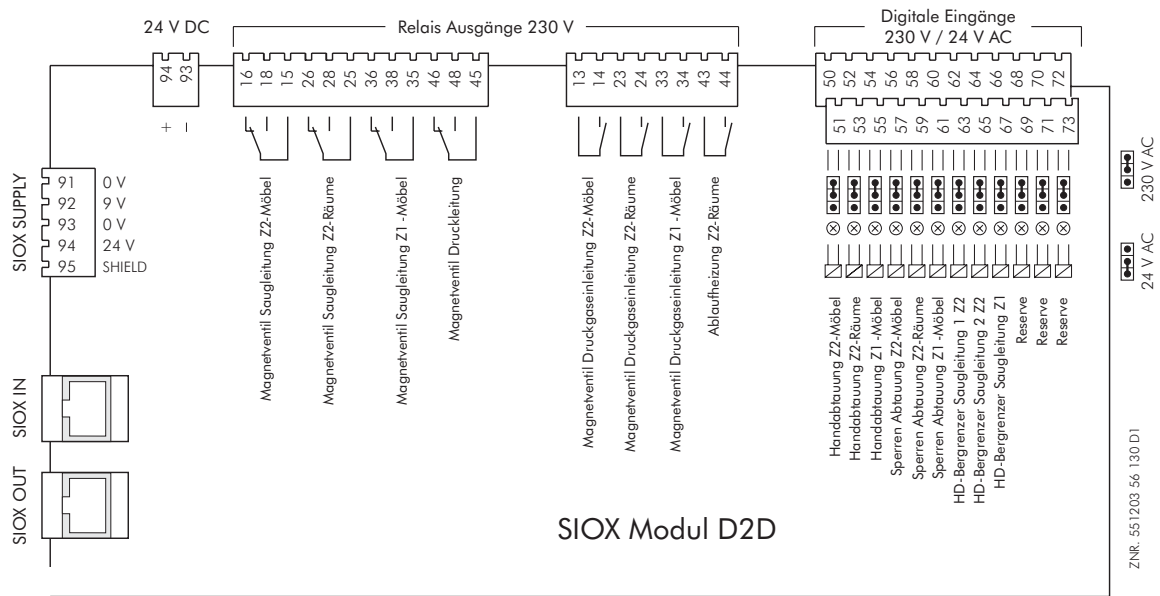 24 V DC
Relais Ausgänge 230 V
Digitale Eingänge
230 V / 24 V AC
94 93
16 18 15 26 28 25 36 38 35 46 48 45
13 14 23 24 33 34 43 44
50 52 54 56 58 60 62 64 66 68 70 72
51 53 55 57 59 61 63 65 67 69 71 73
+ –
SIOX SUPPLY
91 0 V
92 9 V
93 0 V
94 24 V
95 SHIELD
SIOX IN
SIOX OUT
Magnetventil Saugleitung Z2-Möbel
Magnetventil Saugleitung Z2-Räume
Magnetventil Saugleitung Z1 -Möbel
Magnetventil Druckleitung
Magnetventil Druckgaseinleitung Z2-Möbel
Magnetventil Druckgaseinleitung Z2-Räume
Magnetventil Druckgaseinleitung Z1 -Möbel
Ablaufheizung Z2-Räume
Handabtauung Z2-Möbel
Handabtauung Z2-Räume
Handabtauung Z1 -Möbel
Sperren Abtauung Z2-Möbel
Sperren Abtauung Z2-Räume
Sperren Abtauung Z1 -Möbel
HD-Bergrenzer Saugleitung 1 Z2
HD-Bergrenzer Saugleitung 2 Z2
HD-Bergrenzer Saugleitung Z1
Reserve
Reserve
Reserve
230 V AC
24 V AC
SIOX Modul D2D
ZNR. 551203 56 130 D1